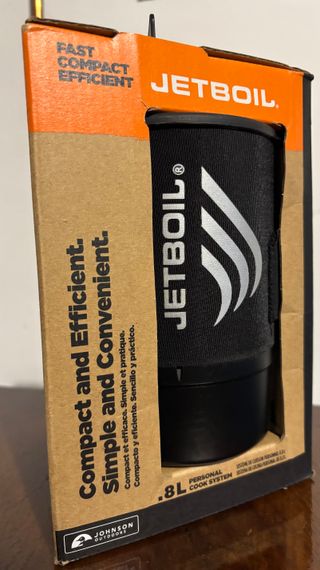 FAST
COMPACT
EFFICIENT
JETBOIL®
JETBOIL®
Compact and Efficient.
Simple and Convenient.
Compact et efficace. Simple et pratique.
Compacto y eficiente. Sencillo y práctico.
.8L PERSONAL
COOK SYSTEM
JOHNSON
OUTDOORS